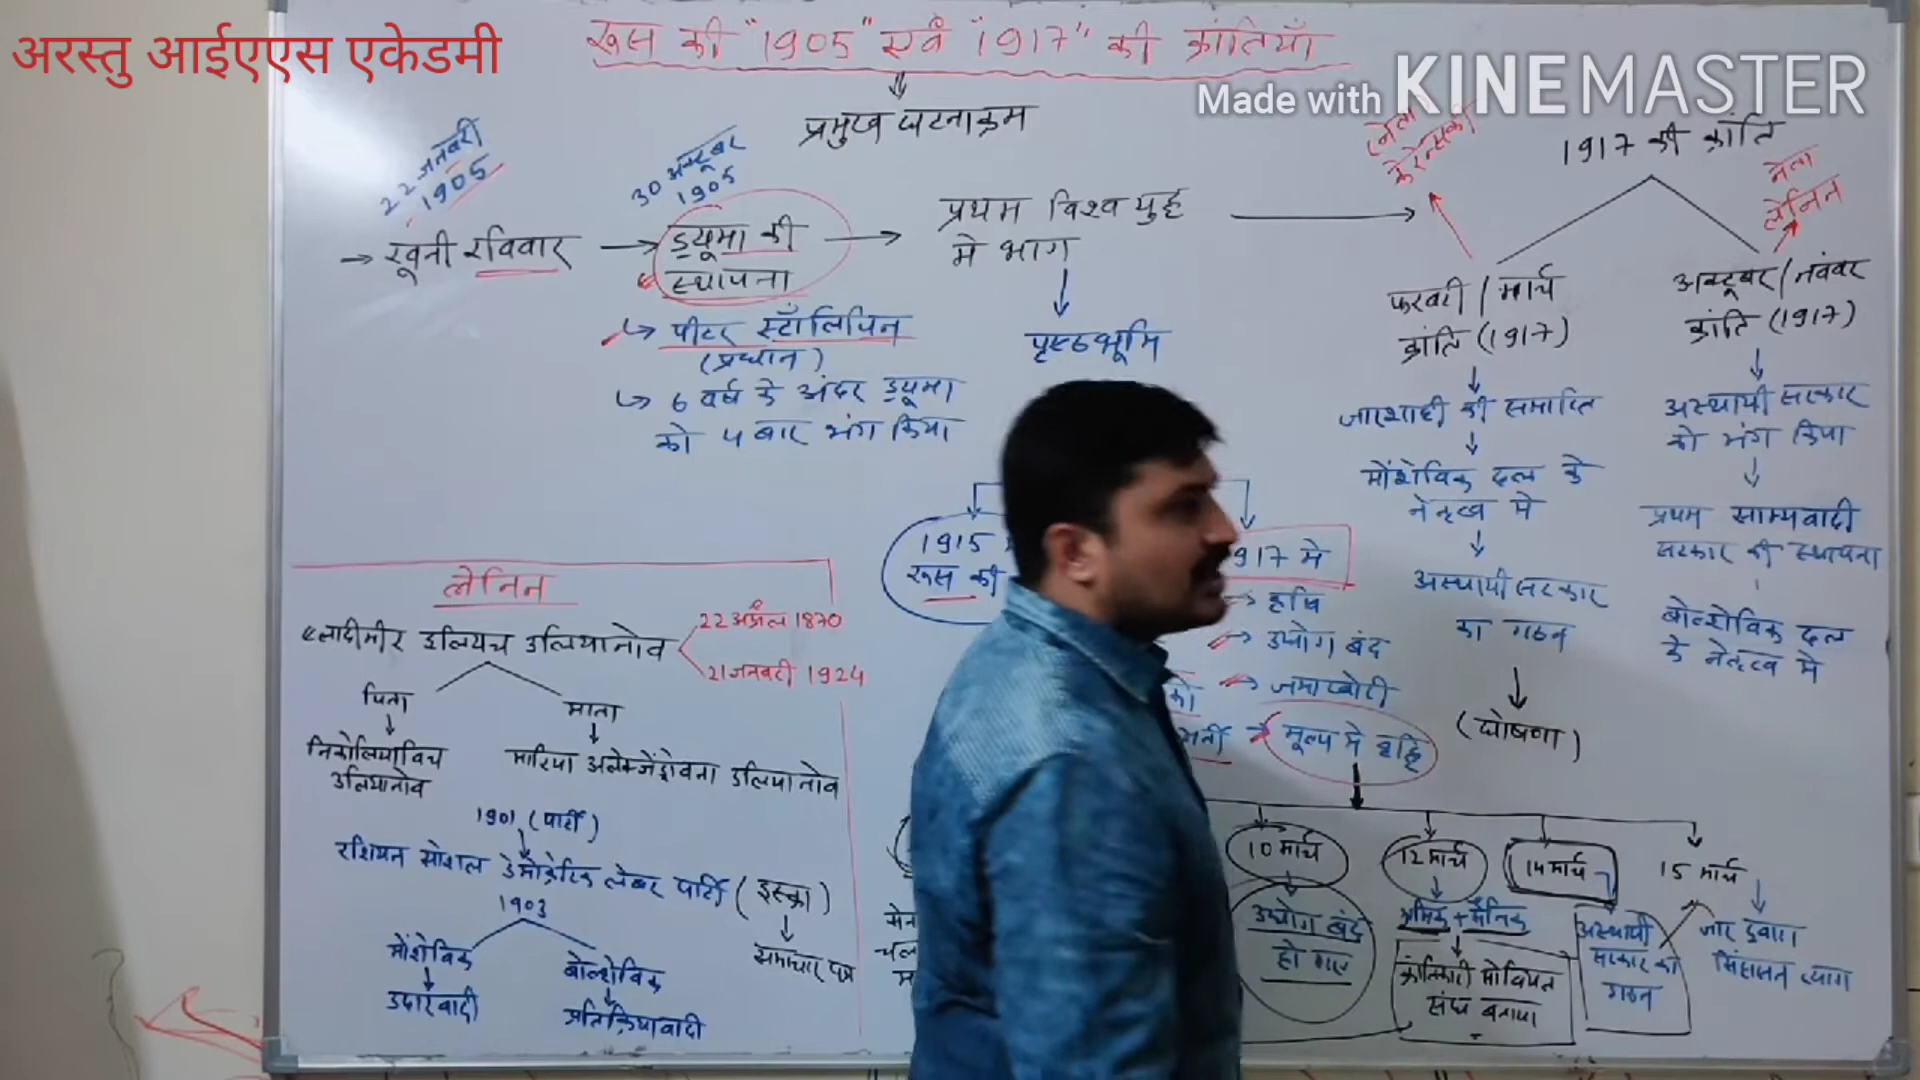 अरस्तु आईएएस एकेडमी
Made with KINEMASTER
रूस की "1905" एवं "1917" की क्रांतियाँ
प्रमुख घटनाक्रम
22 जनवरी
1905
→ खूनी रविवार →
30 अक्टूबर
1905
ड्यूमा की
स्थापना
→ पीटर स्टॉलिपिन
(प्रधान)
→ 6 वर्ष के अंदर ड्यूमा
को 4 बार भंग किया
प्रथम विश्व युद्ध
मे भाग
पृष्ठभूमि
1917 की क्रांति
नेता
केरेन्सकी
नेता
लेनिन
फरवरी / मार्च
क्रांति (1917)
जारशाही की समाप्ति
मोंशेविक दल के
नेतृत्व मे
अस्थायी सरकार
का गठन
(घोषणा)
अक्टूबर / नवंबर
क्रांति (1917)
अस्थायी सरकार
को भंग किया
प्रथम साम्यवादी
सरकार की स्थापना
बोल्शेविक दल
के नेतृत्व मे
1915
रूस की
917 मे
→ कृषि
→ उद्योग बंद
→ जमाखोरी
→ मूल्य मे वृद्धि
को
10 मार्च
उद्योग बंद
हो गए
12 मार्च
श्रमिक + सैनिक
क्रांतिकारी सोवियत
संघ बनाया
14 मार्च
अस्थायी
सरकार का
गठन
15 मार्च
जार द्वारा
सिंहासन त्याग
लेनिन
ब्लादीमीर इलियच उलियानोव
22 अप्रैल 1870
21 जनवरी 1924
पिता
निकोलियाविच
उलियानोव
माता
मारिया अलेक्जेंड्रोवना उलियानोव
1901 (पार्टी)
रशियन सोशल डेमोक्रेटिक लेबर पार्टी (इस्क्रा)
समाचार पत्र
1903
मोंशेविक
उदारवादी
बोल्शेविक
प्रतिक्रियावादी